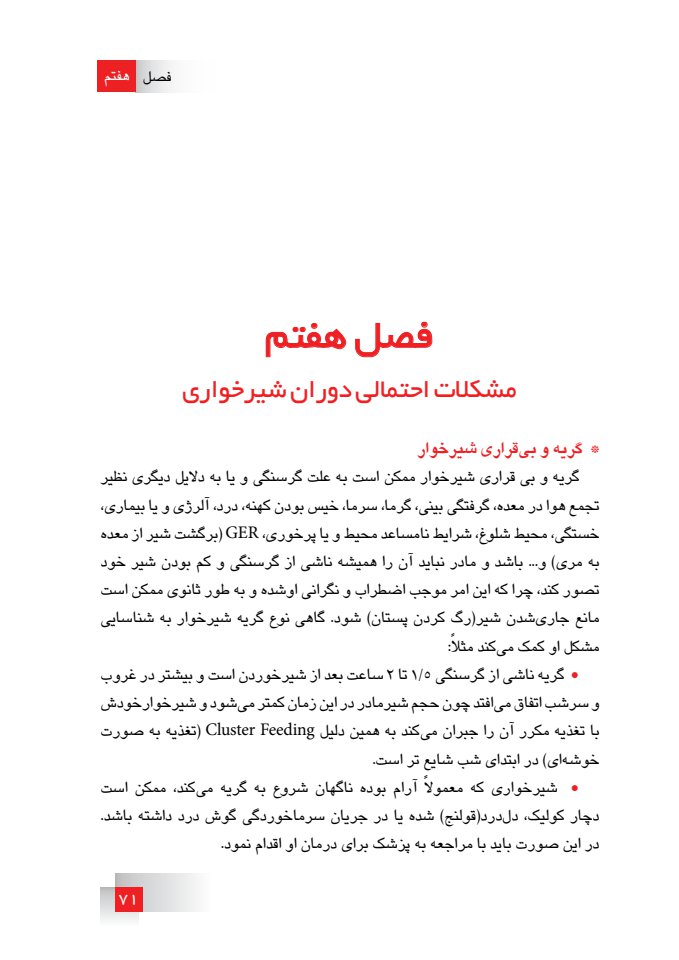 فصل هفتم
فصل هفتم
مشکلات احتمالی دوران شیرخواری
* گریه و بی‌قراری شیرخوار
گریه و بی قراری شیرخوار ممکن است به علت گرسنگی و یا به دلایل دیگری نظیر
تجمع هوا در معده، گرفتگی بینی، گرما، سرما، خیس بودن کهنه، درد، آلرژی و یا بیماری،
خستگی، محیط شلوغ، شرایط نامساعد محیط و یا پرخوری، GER (برگشت شیر از معده
به مری) و... باشد و مادر نباید آن را همیشه ناشی از گرسنگی و کم بودن شیر خود
تصور کند، چرا که این امر موجب اضطراب و نگرانی اوشده و به طور ثانوی ممکن است
مانع جاری‌شدن شیر(رگ کردن پستان) شود. گاهی نوع گریه شیرخوار به شناسایی
مشکل او کمک می‌کند مثلاً:
• گریه ناشی از گرسنگی ۱/۵ تا ۲ ساعت بعد از شیرخوردن است و بیشتر در غروب
و سرشب اتفاق می‌افتد چون حجم شیرمادر در این زمان کمتر می‌شود و شیرخوارخودش
با تغذیه مکرر آن را جبران می‌کند به همین دلیل Cluster Feeding (تغذیه به صورت
خوشه‌ای) در ابتدای شب شایع تر است.
• شیرخواری که معمولاً آرام بوده ناگهان شروع به گریه می‌کند، ممکن است
دچار کولیک، دل‌درد(قولنج) شده یا در جریان سرماخوردگی گوش درد داشته باشد.
در این صورت باید با مراجعه به پزشک برای درمان او اقدام نمود.
۷۱